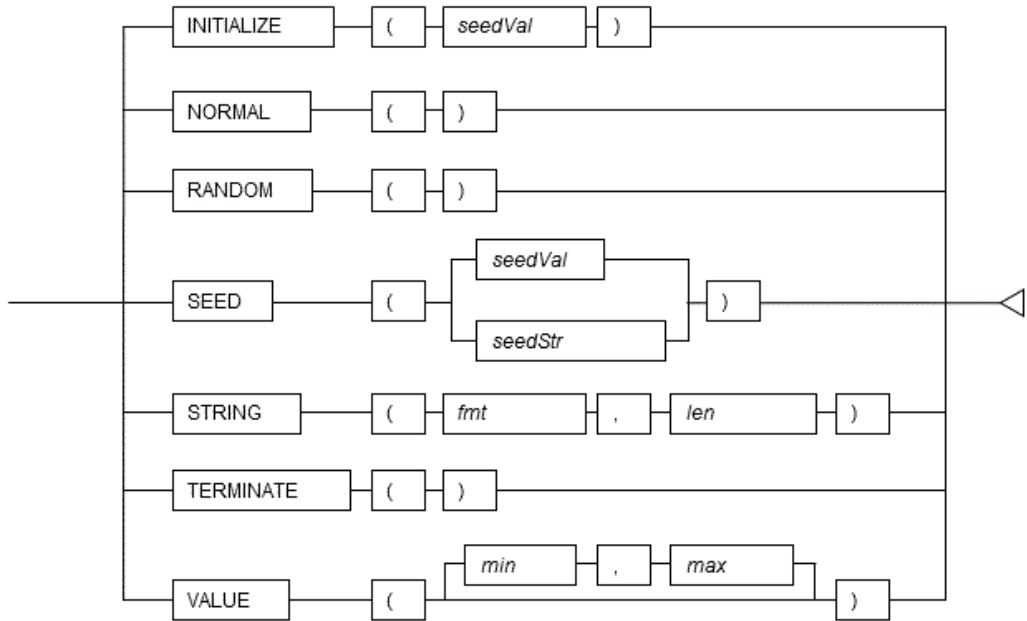 INITIALIZE ( seedVal )
NORMAL ( )
RANDOM ( )
seedVal
SEED ( )
seedStr
STRING ( fmt , len )
TERMINATE ( )
min , max
VALUE ( )